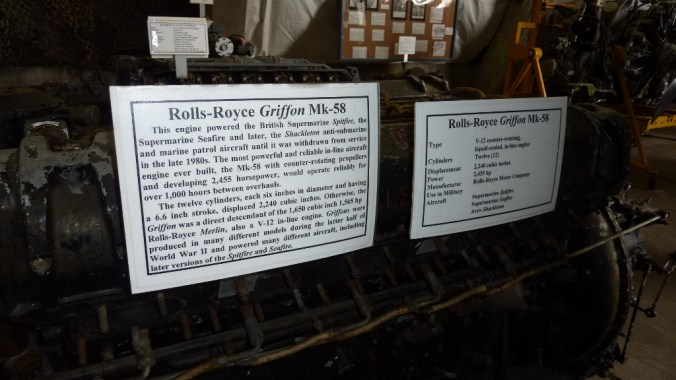 Rolls-Royce Griffon Mk-58
This engine powered the British Supermarine Spitfire, the
Supermarine Seafire and later, the Shackleton anti-submarine
and marine patrol aircraft until it was withdrawn from service
in the late 1980s. The most powerful and reliable in-line aircraft
engine ever built, the Mk-58 with counter-rotating propellers
and developing 2,455 horsepower, would operate reliably for
over 1,000 hours between overhauls.
The twelve cylinders, each six inches in diameter and having
a 6.6 inch stroke, displaced 2,240 cubic inches. Otherwise, the
Griffon was a direct descendant of the 1,650 cubic inch 1,565 hp
Rolls-Royce Merlin, also a V-12 in-line engine. Griffons were
produced in many different models during the latter half of
World War II and powered many different aircraft, including
later versions of the Spitfire and Seafire.
Rolls-Royce Griffon Mk-58
Type V-12 counter-rotating,
liquid-cooled, in-line engine
Cylinders Twelve (12)
Displacement 2,240 cubic inches
Power 2,455 hp
Manufacturer Rolls-Royce Motor Company
Use in Military
Aircraft Supermarine Spitfire
Supermarine Seafire
Avro Shackleton